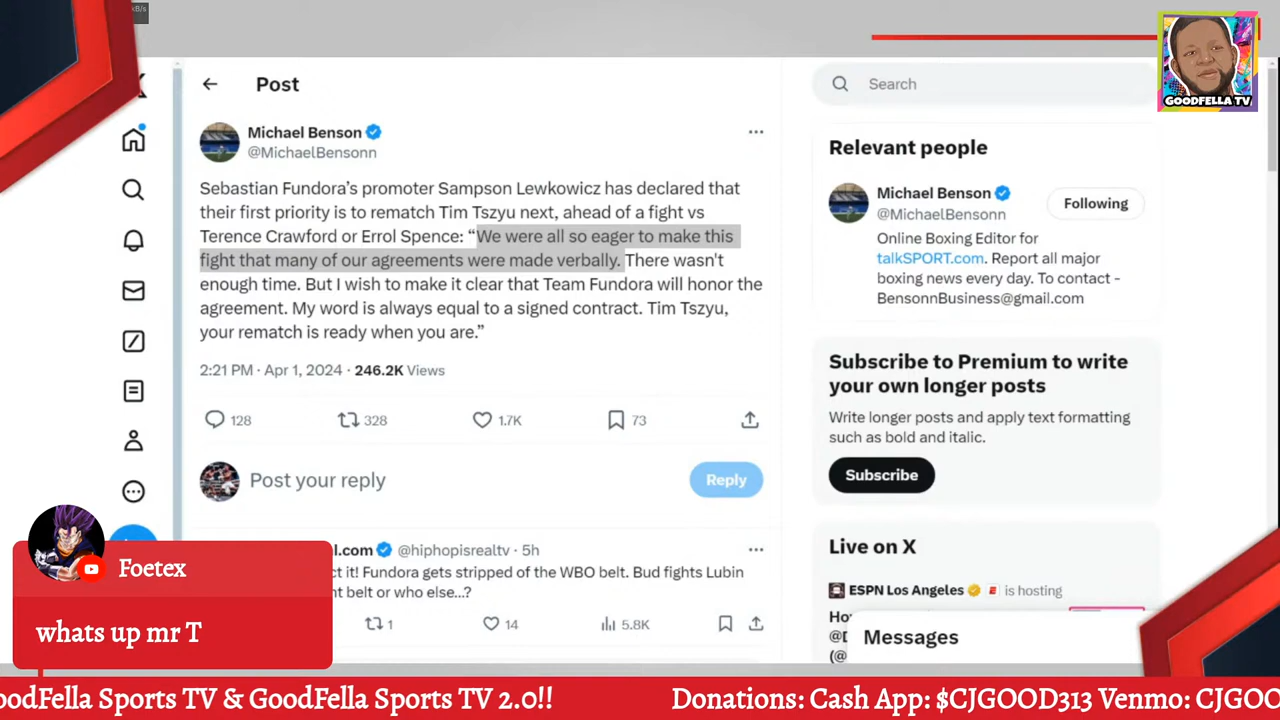 kB/s
GOODFELLA TV
Post
Search
Michael Benson
@MichaelBensonn
Sebastian Fundora's promoter Sampson Lewkowicz has declared that
their first priority is to rematch Tim Tszyu next, ahead of a fight vs
Terence Crawford or Errol Spence: “We were all so eager to make this
fight that many of our agreements were made verbally. There wasn't
enough time. But I wish to make it clear that Team Fundora will honor the
agreement. My word is always equal to a signed contract. Tim Tszyu,
your rematch is ready when you are.”
2:21 PM · Apr 1, 2024 · 246.2K Views
128 328 1.7K 73
Post your reply
Reply
l.com @hiphopisrealtv · 5h
ct it! Fundora gets stripped of the WBO belt. Bud fights Lubin
nt belt or who else...?
1 14 5.8K
Relevant people
Michael Benson
@MichaelBensonn
Following
Online Boxing Editor for
talkSPORT.com. Report all major
boxing news every day. To contact -
BensonnBusiness@gmail.com
Subscribe to Premium to write
your own longer posts
Write longer posts and apply text formatting
such as bold and italic.
Subscribe
Live on X
ESPN Los Angeles is hosting
Messages
Foetex
whats up mr T
oodFella Sports TV & GoodFella Sports TV 2.0!! Donations: Cash App: $CJGOOD313 Venmo: CJGOO